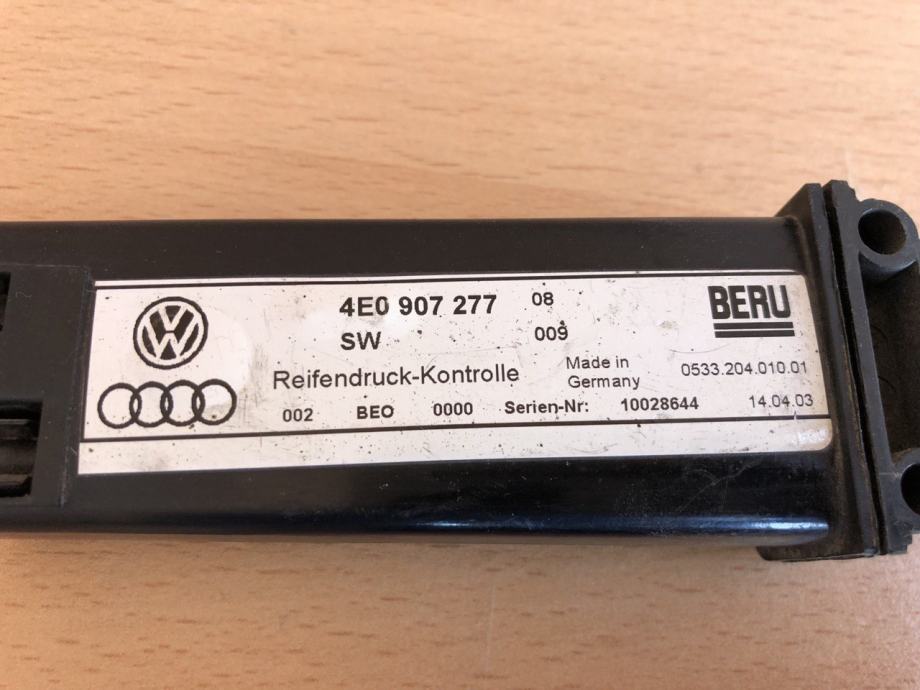 4E0 907 277 08
SW 009
BERU
Reifendruck-Kontrolle Made in Germany 0533.204.010.01
002 BEO 0000 Serien-Nr: 10028644 14.04.03